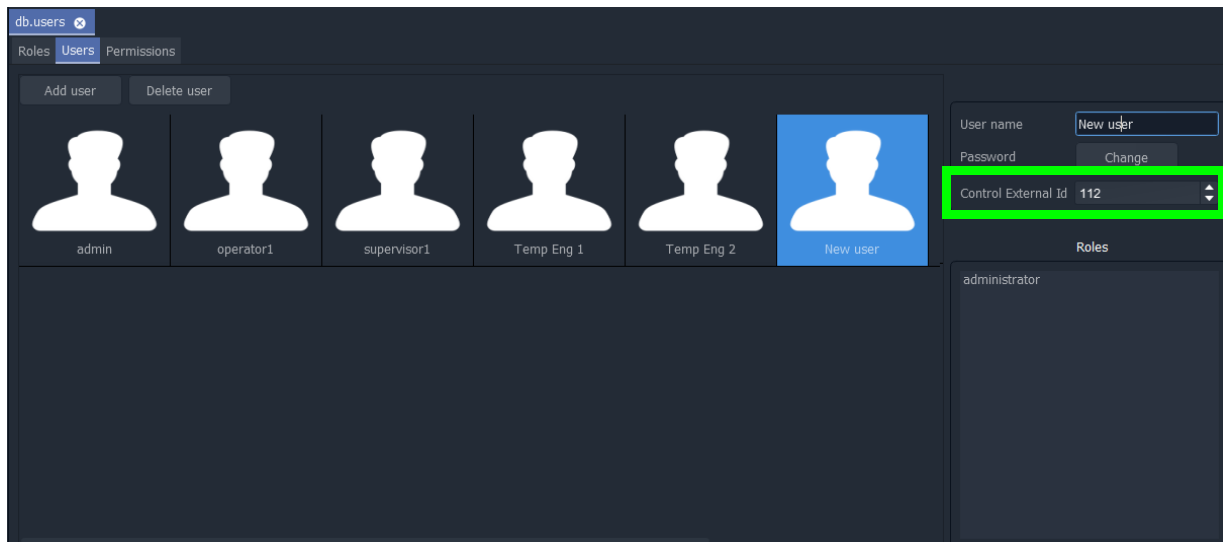 db.users
Roles Users Permissions
Add user Delete user
admin operator1 supervisor1 Temp Eng 1 Temp Eng 2 New user
User name New user
Password Change
Control External Id 112
Roles
administrator